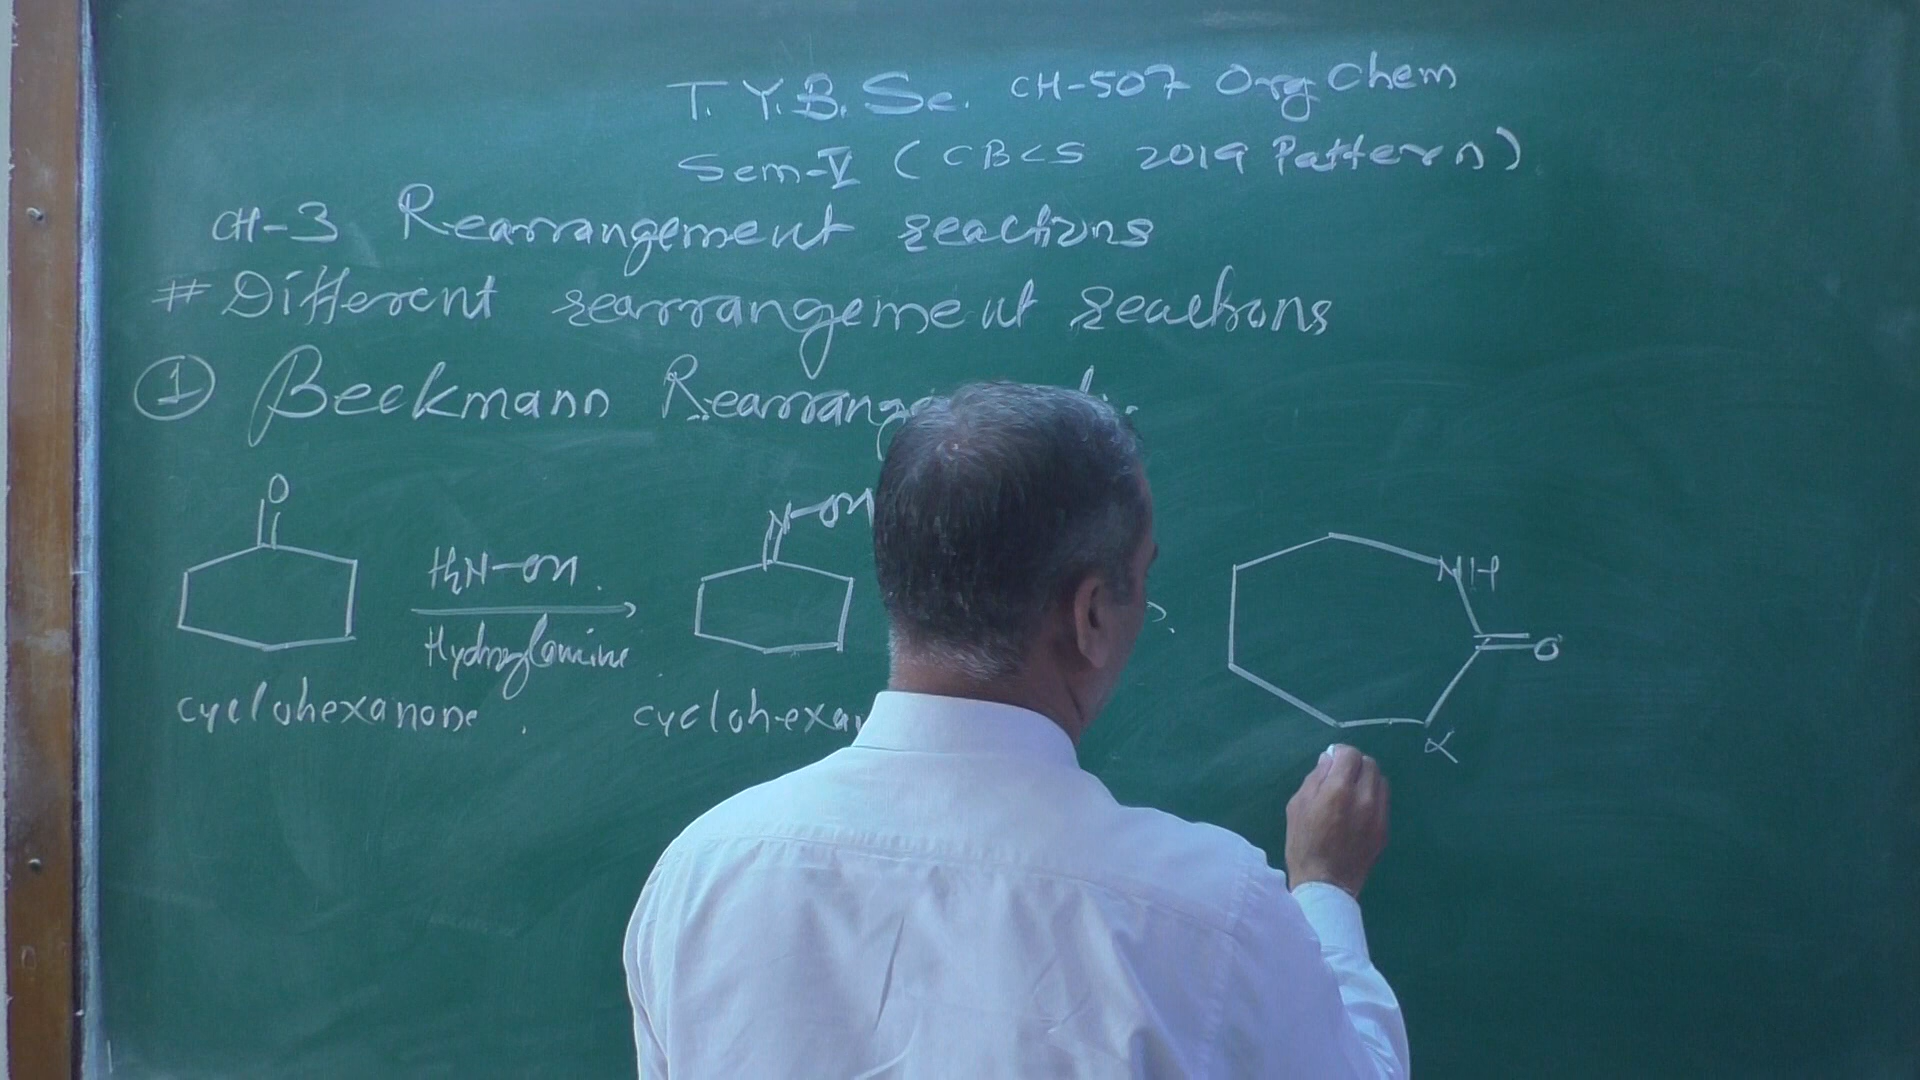 T. Y. B. Sc. CH-507 Org Chem
Sem-V (CBCS 2019 Pattern)
CH-3 Rearrangement reactions
# Different rearrangement reactions
① Beckmann
O
H₂N-OH
Hydroxylamine
cyclohexanone
N-OH
NH
O
α